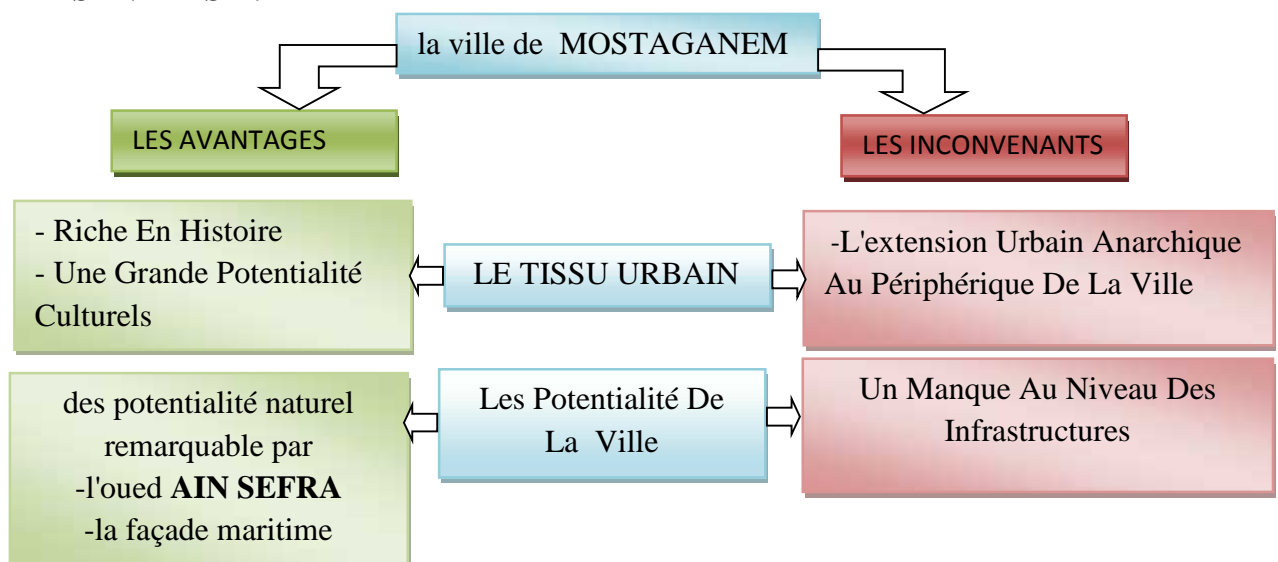 la ville de MOSTAGANEM
LES AVANTAGES
LES INCONVENANTS
- Riche En Histoire
- Une Grande Potentialité
Culturels
LE TISSU URBAIN
-L'extension Urbain Anarchique
Au Périphérique De La Ville
des potentialité naturel
remarquable par
-l'oued AIN SEFRA
-la façade maritime
Les Potentialité De
La Ville
Un Manque Au Niveau Des
Infrastructures